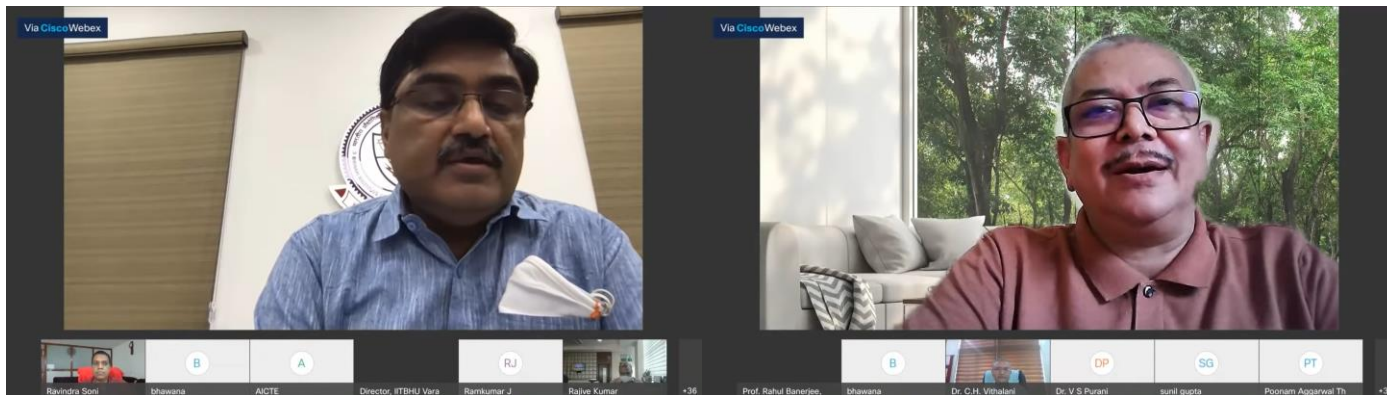 Via CiscoWebex
B
A
RJ
Ravindra Soni
bhawana
AICTE
Director, IITBHU Vara
Ramkumar J
Rajive Kumar
+36
Via CiscoWebex
B
DP
SG
PT
Prof. Rahul Banerjee,
bhawana
Dr. C.H. Vithalani
Dr. V S Purani
sunil gupta
Poonam Aggarwal Th